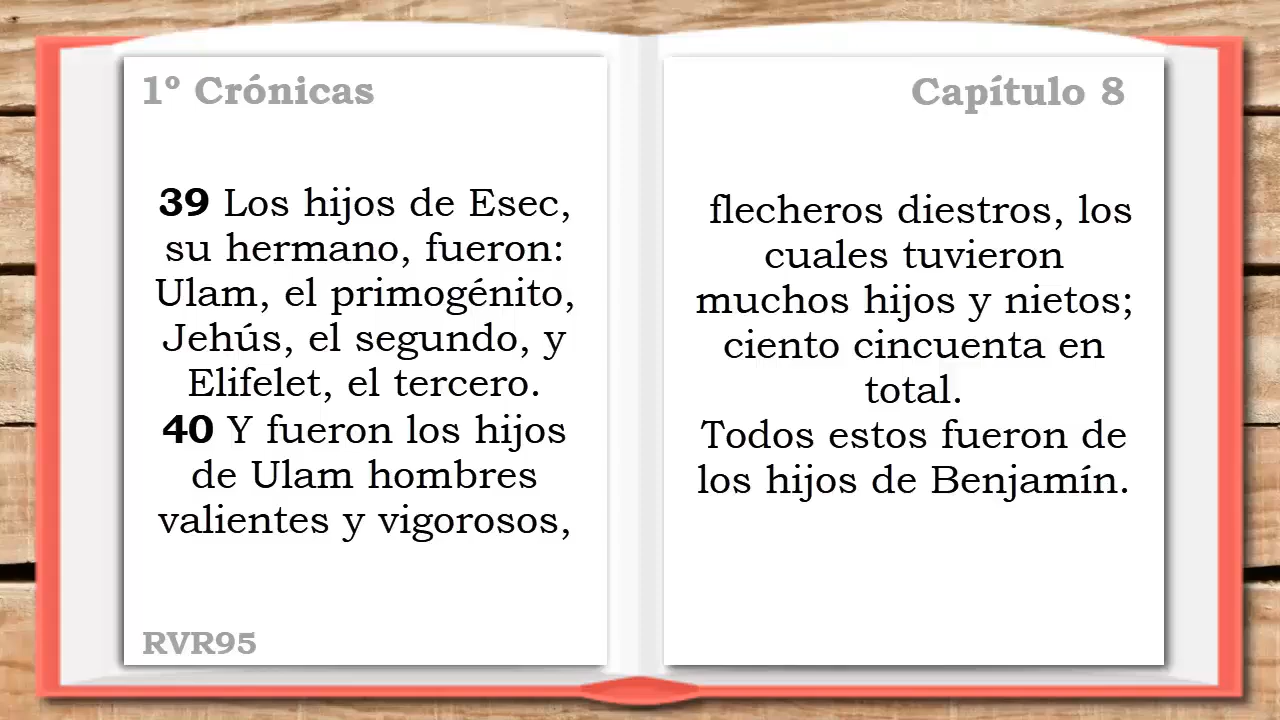 1º Crónicas
39 Los hijos de Esec,
su hermano, fueron:
Ulam, el primogénito,
Jehús, el segundo, y
Elifelet, el tercero.
40 Y fueron los hijos
de Ulam hombres
valientes y vigorosos,
RVR95
Capítulo 8
flecheros diestros, los
cuales tuvieron
muchos hijos y nietos;
ciento cincuenta en
total.
Todos estos fueron de
los hijos de Benjamín.